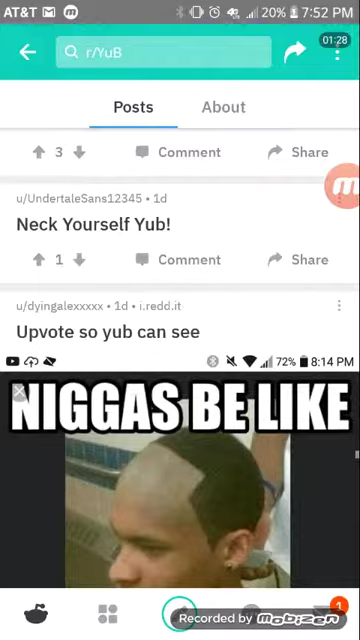 AT&T 20% 7:52 PM
r/YuB
01:28
Posts About
3 Comment Share
u/UndertaleSans12345 • 1d
Neck Yourself Yub!
1 Comment Share
u/dyingalexxxxx • 1d • i.redd.it
Upvote so yub can see
72% 8:14 PM
NIGGAS BE LIKE
1
Recorded by Mobizen